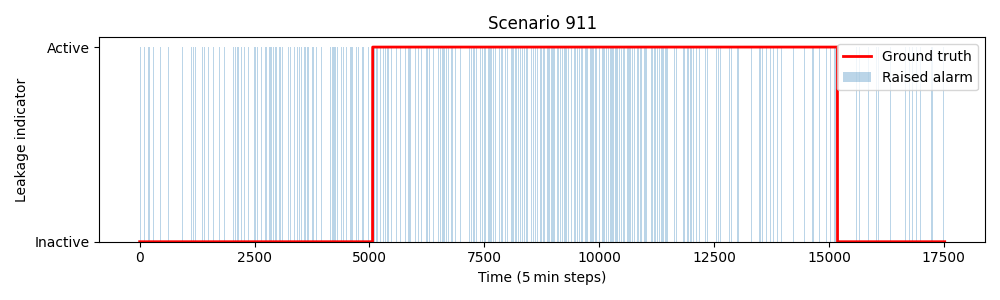 Scenario 911
Active
Inactive
Leakage indicator
Ground truth
Raised alarm
0 2500 5000 7500 10000 12500 15000 17500
Time (5 min steps)